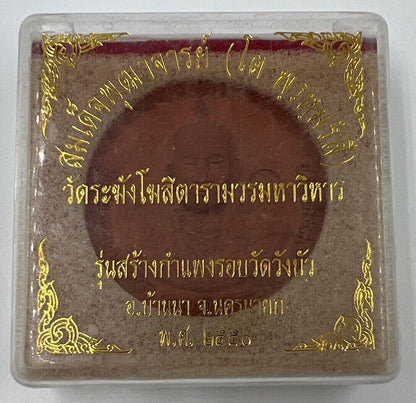 สมเด็จพุฒาจารย์ (โต พรหมรังสี)
วัดระฆังโฆสิตารามวรมหาวิหาร
รุ่นสร้างกำแพงรอบวัดวังบัว
อ.บ้านนา จ.นครนายก
พ.ศ. ๒๕๕๐